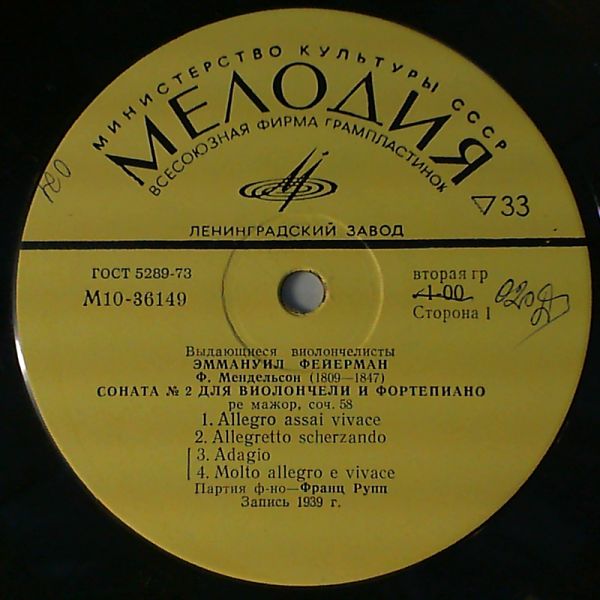 МИНИСТЕРСТВО КУЛЬТУРЫ СССР
МЕЛОДИЯ
ВСЕСОЮЗНАЯ ФИРМА ГРАМПЛАСТИНОК
33
ЛЕНИНГРАДСКИЙ ЗАВОД
ГОСТ 5289-73
М10-36149
вторая гр
1-00
Сторона 1
Выдающиеся виолончелисты
ЭММАНУИЛ ФЕЙЕРМАН
Ф. Мендельсон (1809—1847)
СОНАТА № 2 ДЛЯ ВИОЛОНЧЕЛИ И ФОРТЕПИАНО
ре мажор, соч. 58
1. Allegro assai vivace
2. Allegretto scherzando
3. Adagio
4. Molto allegro e vivace
Партия ф-но—Франц Рупп
Запись 1939 г.